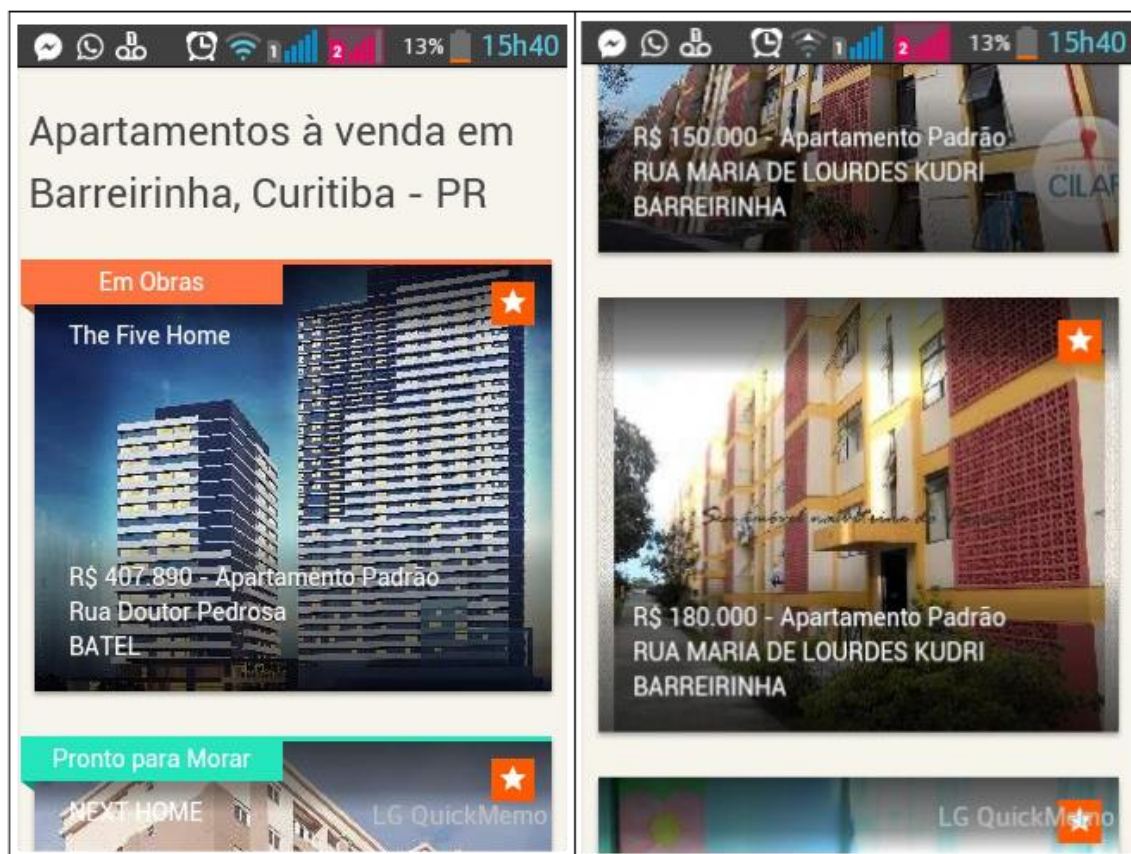 13% 15h40
Apartamentos à venda em
Barreirinha, Curitiba - PR
Em Obras
The Five Home
R$ 407.890 - Apartamento Padrão
Rua Doutor Pedrosa
BATEL
Pronto para Morar
NEXT HOME
LG QuickMemo
13% 15h40
R$ 150.000 - Apartamento Padrão
RUA MARIA DE LOURDES KUDRI
BARREIRINHA
CILAR
R$ 180.000 - Apartamento Padrão
RUA MARIA DE LOURDES KUDRI
BARREIRINHA
LG QuickMemo